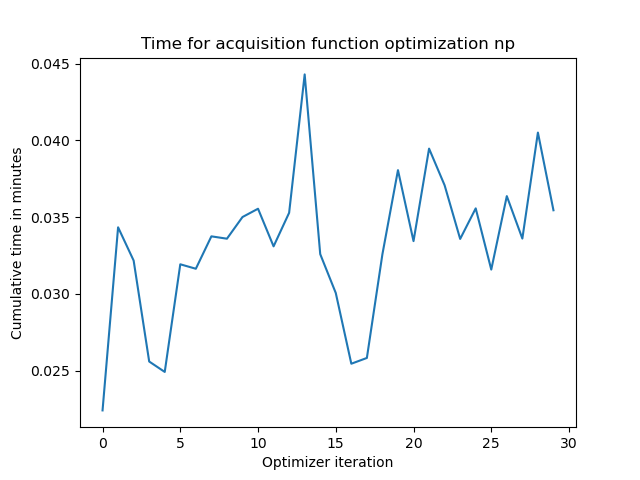 Time for acquisition function optimization np
0.045
0.040
0.035
0.030
0.025
Cumulative time in minutes
0 5 10 15 20 25 30
Optimizer iteration